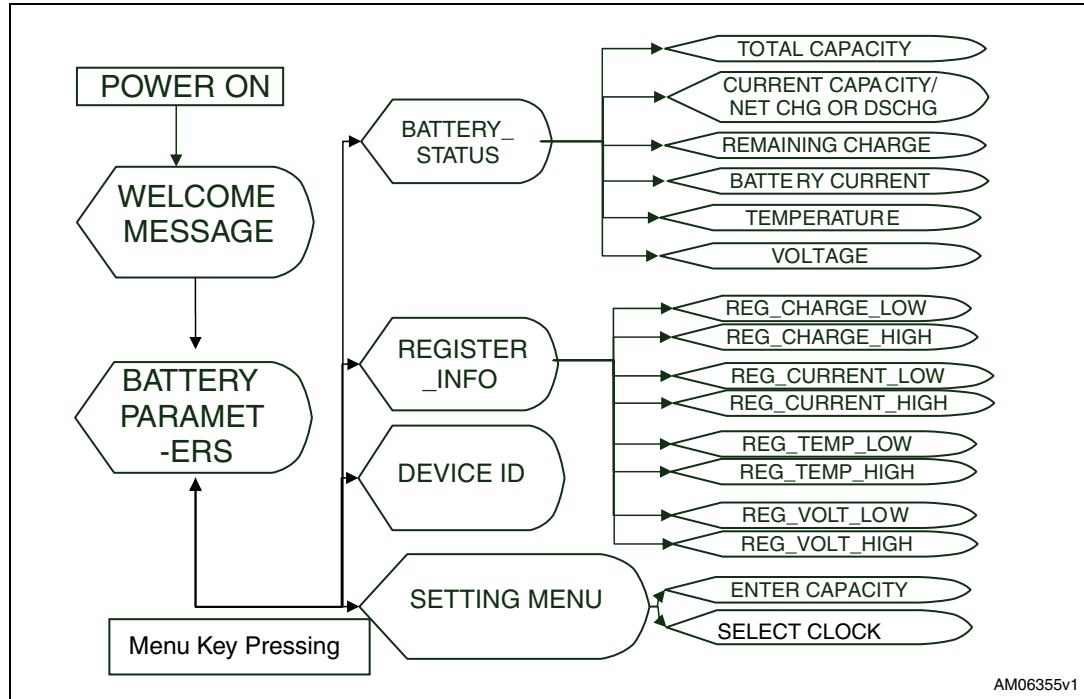 POWER ON
WELCOME
MESSAGE
BATTERY
PARAMET
-ERS
Menu Key Pressing
BATTERY_
STATUS
TOTAL CAPACITY
CURRENT CAPACITY/
NET CHG OR DSCHG
REMAINING CHARGE
BATTERY CURRENT
TEMPERATURE
VOLTAGE
REGISTER
_INFO
REG_CHARGE_LOW
REG_CHARGE_HIGH
REG_CURRENT_LOW
REG_CURRENT_HIGH
REG_TEMP_LOW
REG_TEMP_HIGH
REG_VOLT_LOW
REG_VOLT_HIGH
DEVICE ID
SETTING MENU
ENTER CAPACITY
SELECT CLOCK
AM06355v1